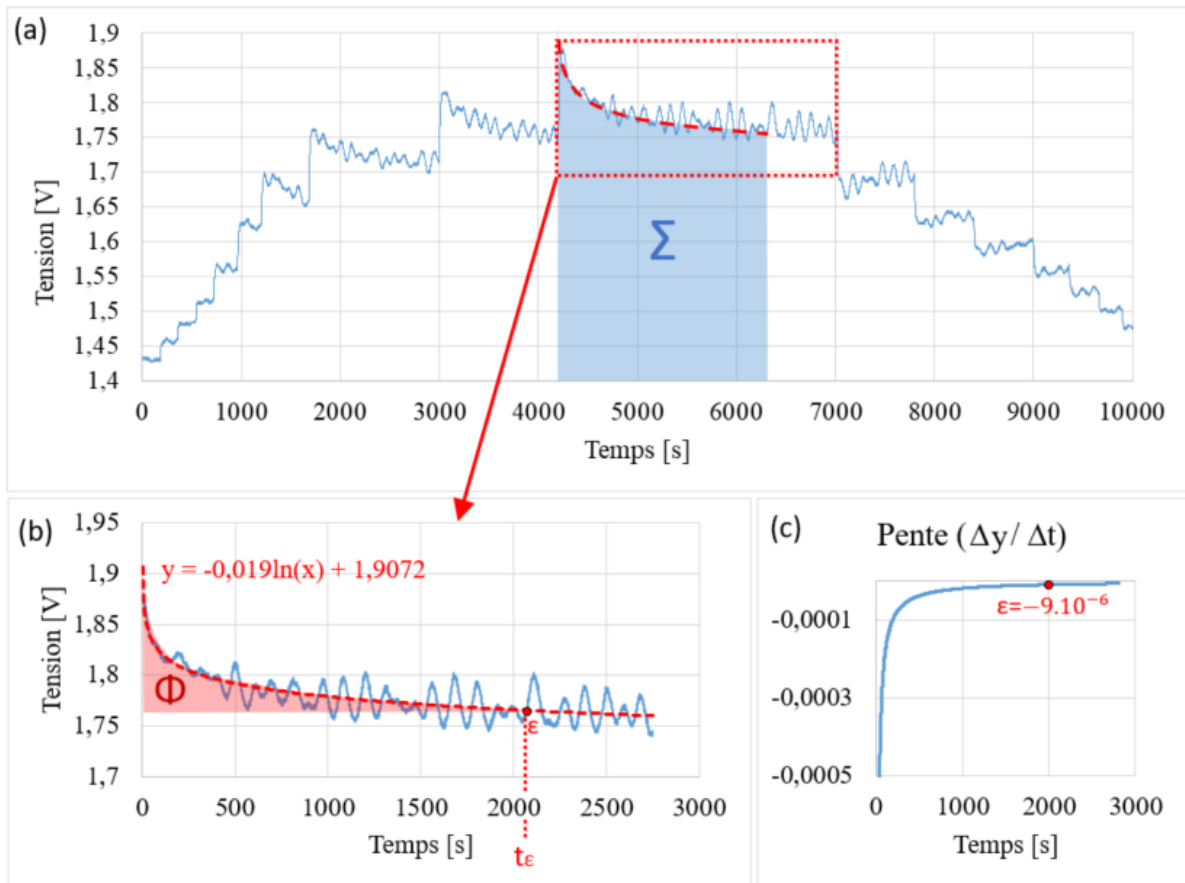 (a)
Tension [V]
1,9
1,85
1,8
1,75
1,7
1,65
1,6
1,55
1,5
1,45
1,4
Σ
0 1000 2000 3000 4000 5000 6000 7000 8000 9000 10000
Temps [s]
(b)
Tension [V]
1,95
1,9
1,85
1,8
1,75
1,7
y = -0,019ln(x) + 1,9072
Φ
ε
0 500 1000 1500 2000 2500 3000
Temps [s]
tε
(c)
Pente (Δy/ Δt)
-0,0001
-0,0003
-0,0005
ε=−9.10⁻⁶
0 1000 2000 3000
Temps [s]